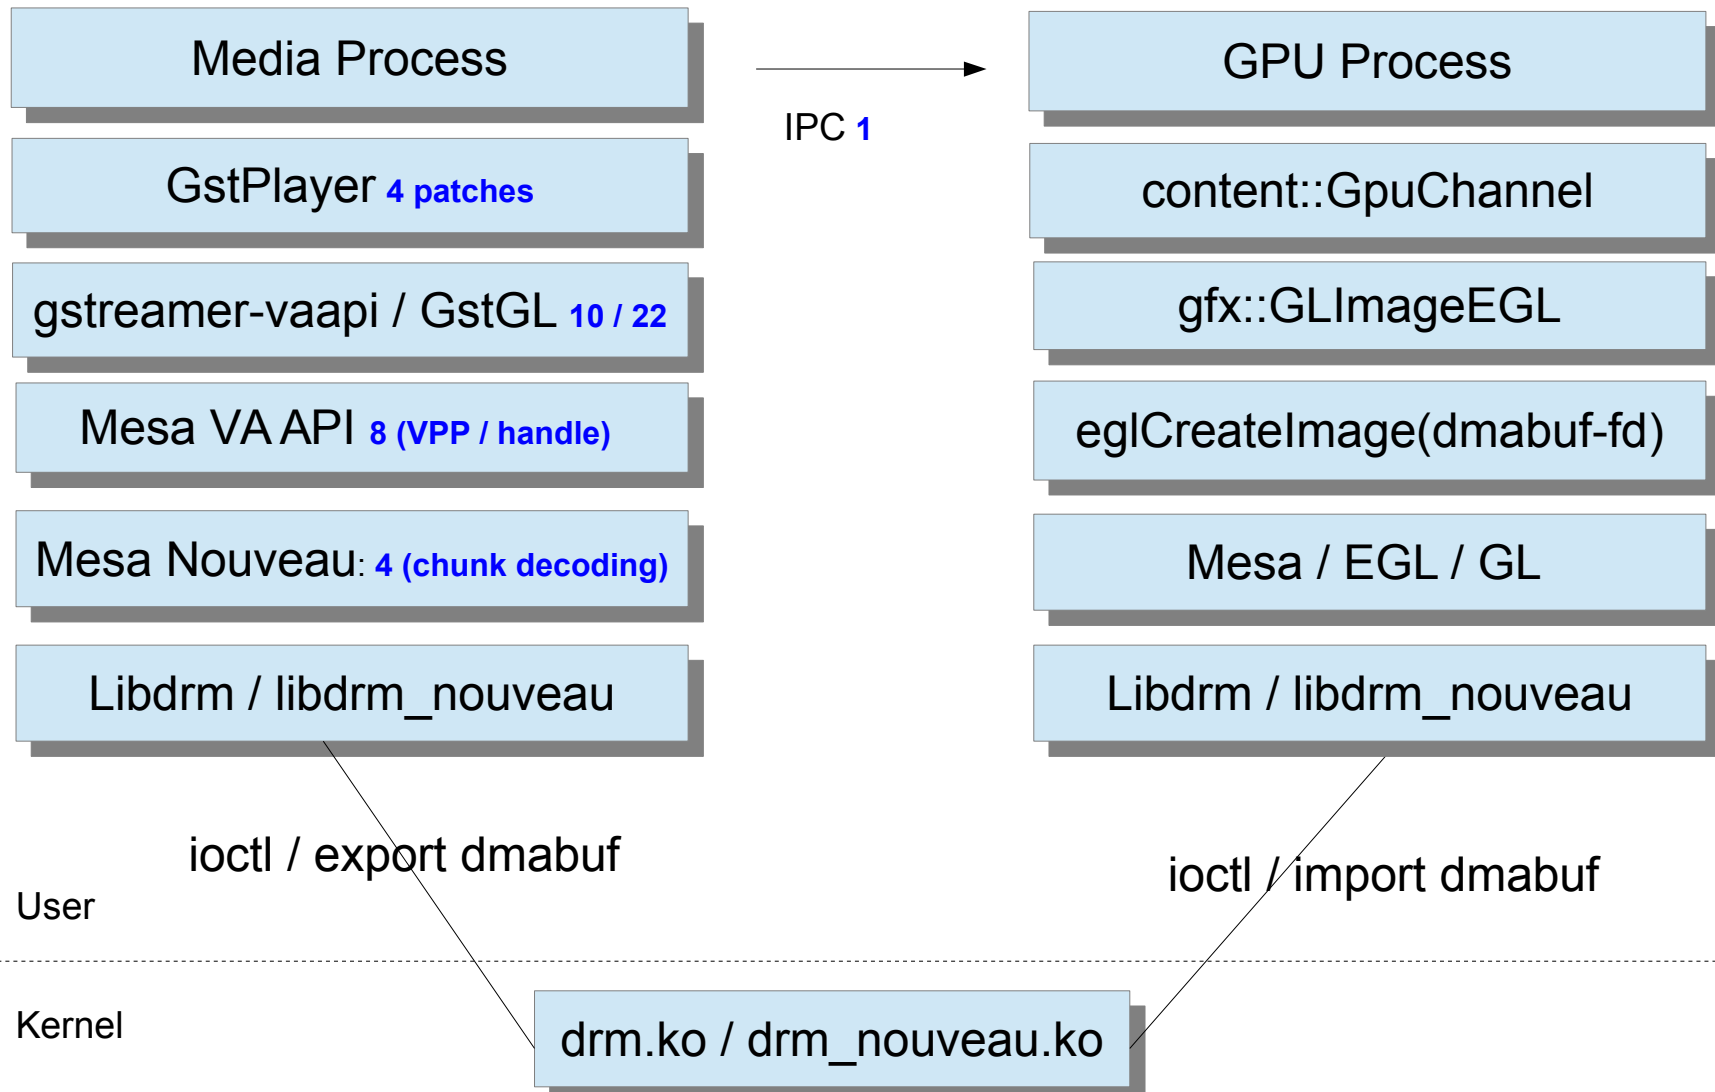 Media Process
GPU Process
IPC 1
GstPlayer 4 patches
content::GpuChannel
gstreamer-vaapi / GstGL 10 / 22
gfx::GLImageEGL
Mesa VA API 8 (VPP / handle)
eglCreateImage(dmabuf-fd)
Mesa Nouveau: 4 (chunk decoding)
Mesa / EGL / GL
Libdrm / libdrm_nouveau
Libdrm / libdrm_nouveau
ioctl / export dmabuf
ioctl / import dmabuf
User
Kernel
drm.ko / drm_nouveau.ko